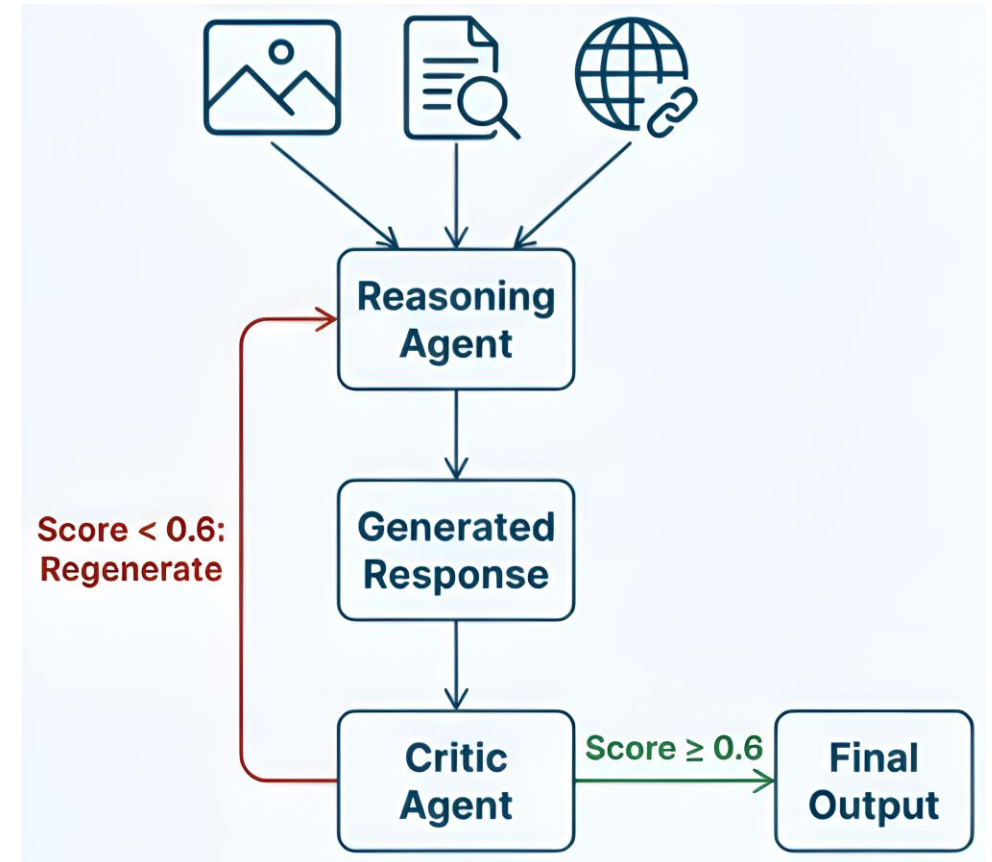 Reasoning
Agent
Generated
Response
Score < 0.6:
Regenerate
Critic
Agent
Score ≥ 0.6
Final
Output